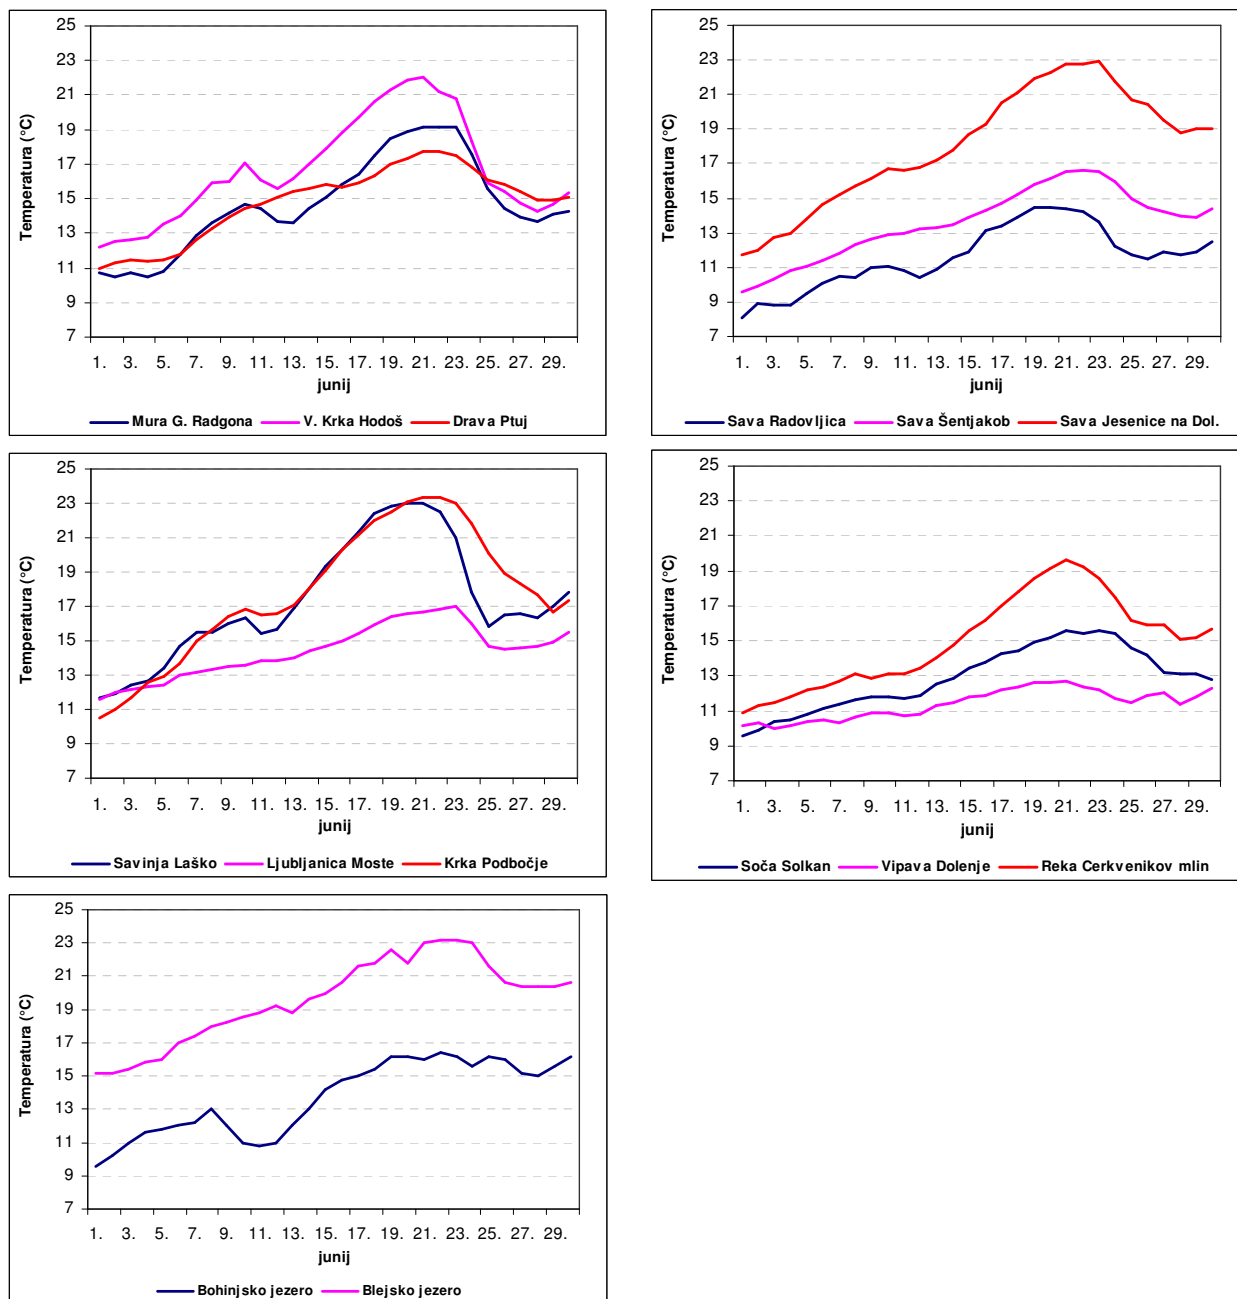 Temperatura (°C)
25
23
21
19
17
15
13
11
9
7
1. 3. 5. 7. 9. 11. 13. 15. 17. 19. 21. 23. 25. 27. 29.
junij
Mura G. Radgona V. Krka Hodoš Drava Ptuj
Temperatura (°C)
25
23
21
19
17
15
13
11
9
7
1. 3. 5. 7. 9. 11. 13. 15. 17. 19. 21. 23. 25. 27. 29.
junij
Sava Radovljica Sava Šentjakob Sava Jesenice na Dol.
Temperatura (°C)
25
23
21
19
17
15
13
11
9
7
1. 3. 5. 7. 9. 11. 13. 15. 17. 19. 21. 23. 25. 27. 29.
junij
Savinja Laško Ljubljanica Moste Krka Podbočje
Temperatura (°C)
25
23
21
19
17
15
13
11
9
7
1. 3. 5. 7. 9. 11. 13. 15. 17. 19. 21. 23. 25. 27. 29.
junij
Soča Solkan Vipava Dolenje Reka Cerkvenikov mlin
Temperatura (°C)
25
23
21
19
17
15
13
11
9
7
1. 3. 5. 7. 9. 11. 13. 15. 17. 19. 21. 23. 25. 27. 29.
junij
Bohinjsko jezero Blejsko jezero